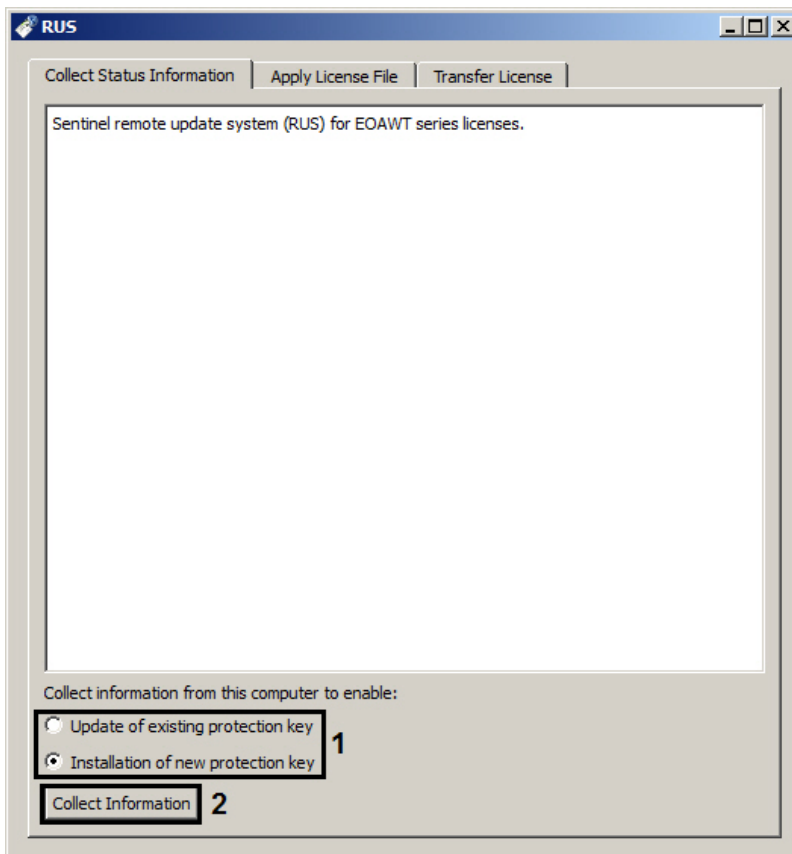 RUS
Collect Status Information Apply License File Transfer License
Sentinel remote update system (RUS) for EOAWT series licenses.
Collect information from this computer to enable:
Update of existing protection key
Installation of new protection key
1
Collect Information 2